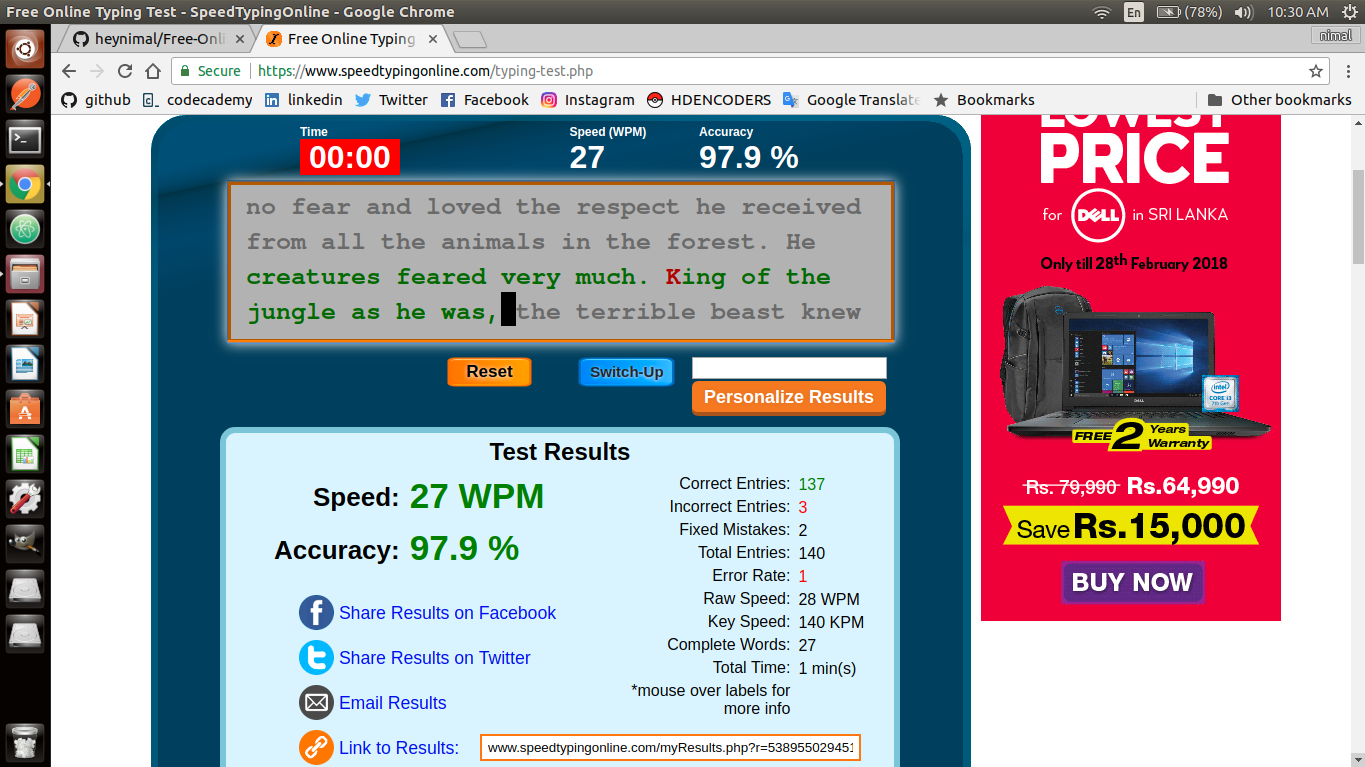 Free Online Typing Test - SpeedTypingOnline - Google Chrome
En (78%) 10:30 AM
heynimal/Free-Onli
Free Online Typing
nimal
Secure https://www.speedtypingonline.com/typing-test.php
github codecademy linkedin Twitter Facebook Instagram HDENCODERS Google Translate Bookmarks Other bookmarks
Time Speed (WPM) Accuracy
00:00 27 97.9 %
no fear and loved the respect he received
from all the animals in the forest. He
creatures feared very much. King of the
jungle as he was, the terrible beast knew
Reset Switch-Up
Personalize Results
Test Results
Speed: 27 WPM
Accuracy: 97.9 %
Share Results on Facebook
Share Results on Twitter
Email Results
Link to Results: www.speedtypingonline.com/myResults.php?r=538955029451
Correct Entries: 137
Incorrect Entries: 3
Fixed Mistakes: 2
Total Entries: 140
Error Rate: 1
Raw Speed: 28 WPM
Key Speed: 140 KPM
Complete Words: 27
Total Time: 1 min(s)
*mouse over labels for
more info
LOWEST
PRICE
for DELL in SRI LANKA
Only till 28th February 2018
intel
CORE i3
7th Gen
DELL
FREE 2 Years
Warranty
Rs. 79,990 Rs.64,990
Save Rs.15,000
BUY NOW